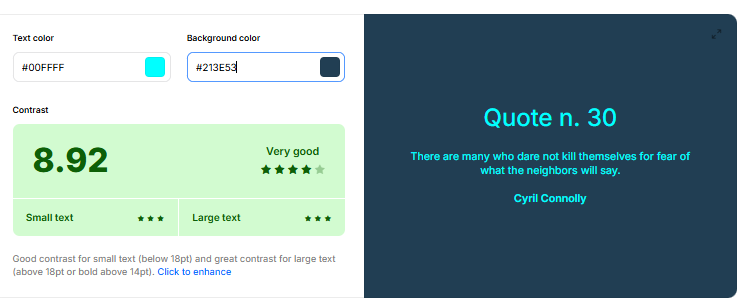 Text color
Background color
#00FFFF
#213E53
Contrast
8.92
Very good
Small text
Large text
Good contrast for small text (below 18pt) and great contrast for large text
(above 18pt or bold above 14pt). Click to enhance
Quote n. 30
There are many who dare not kill themselves for fear of
what the neighbors will say.
Cyril Connolly